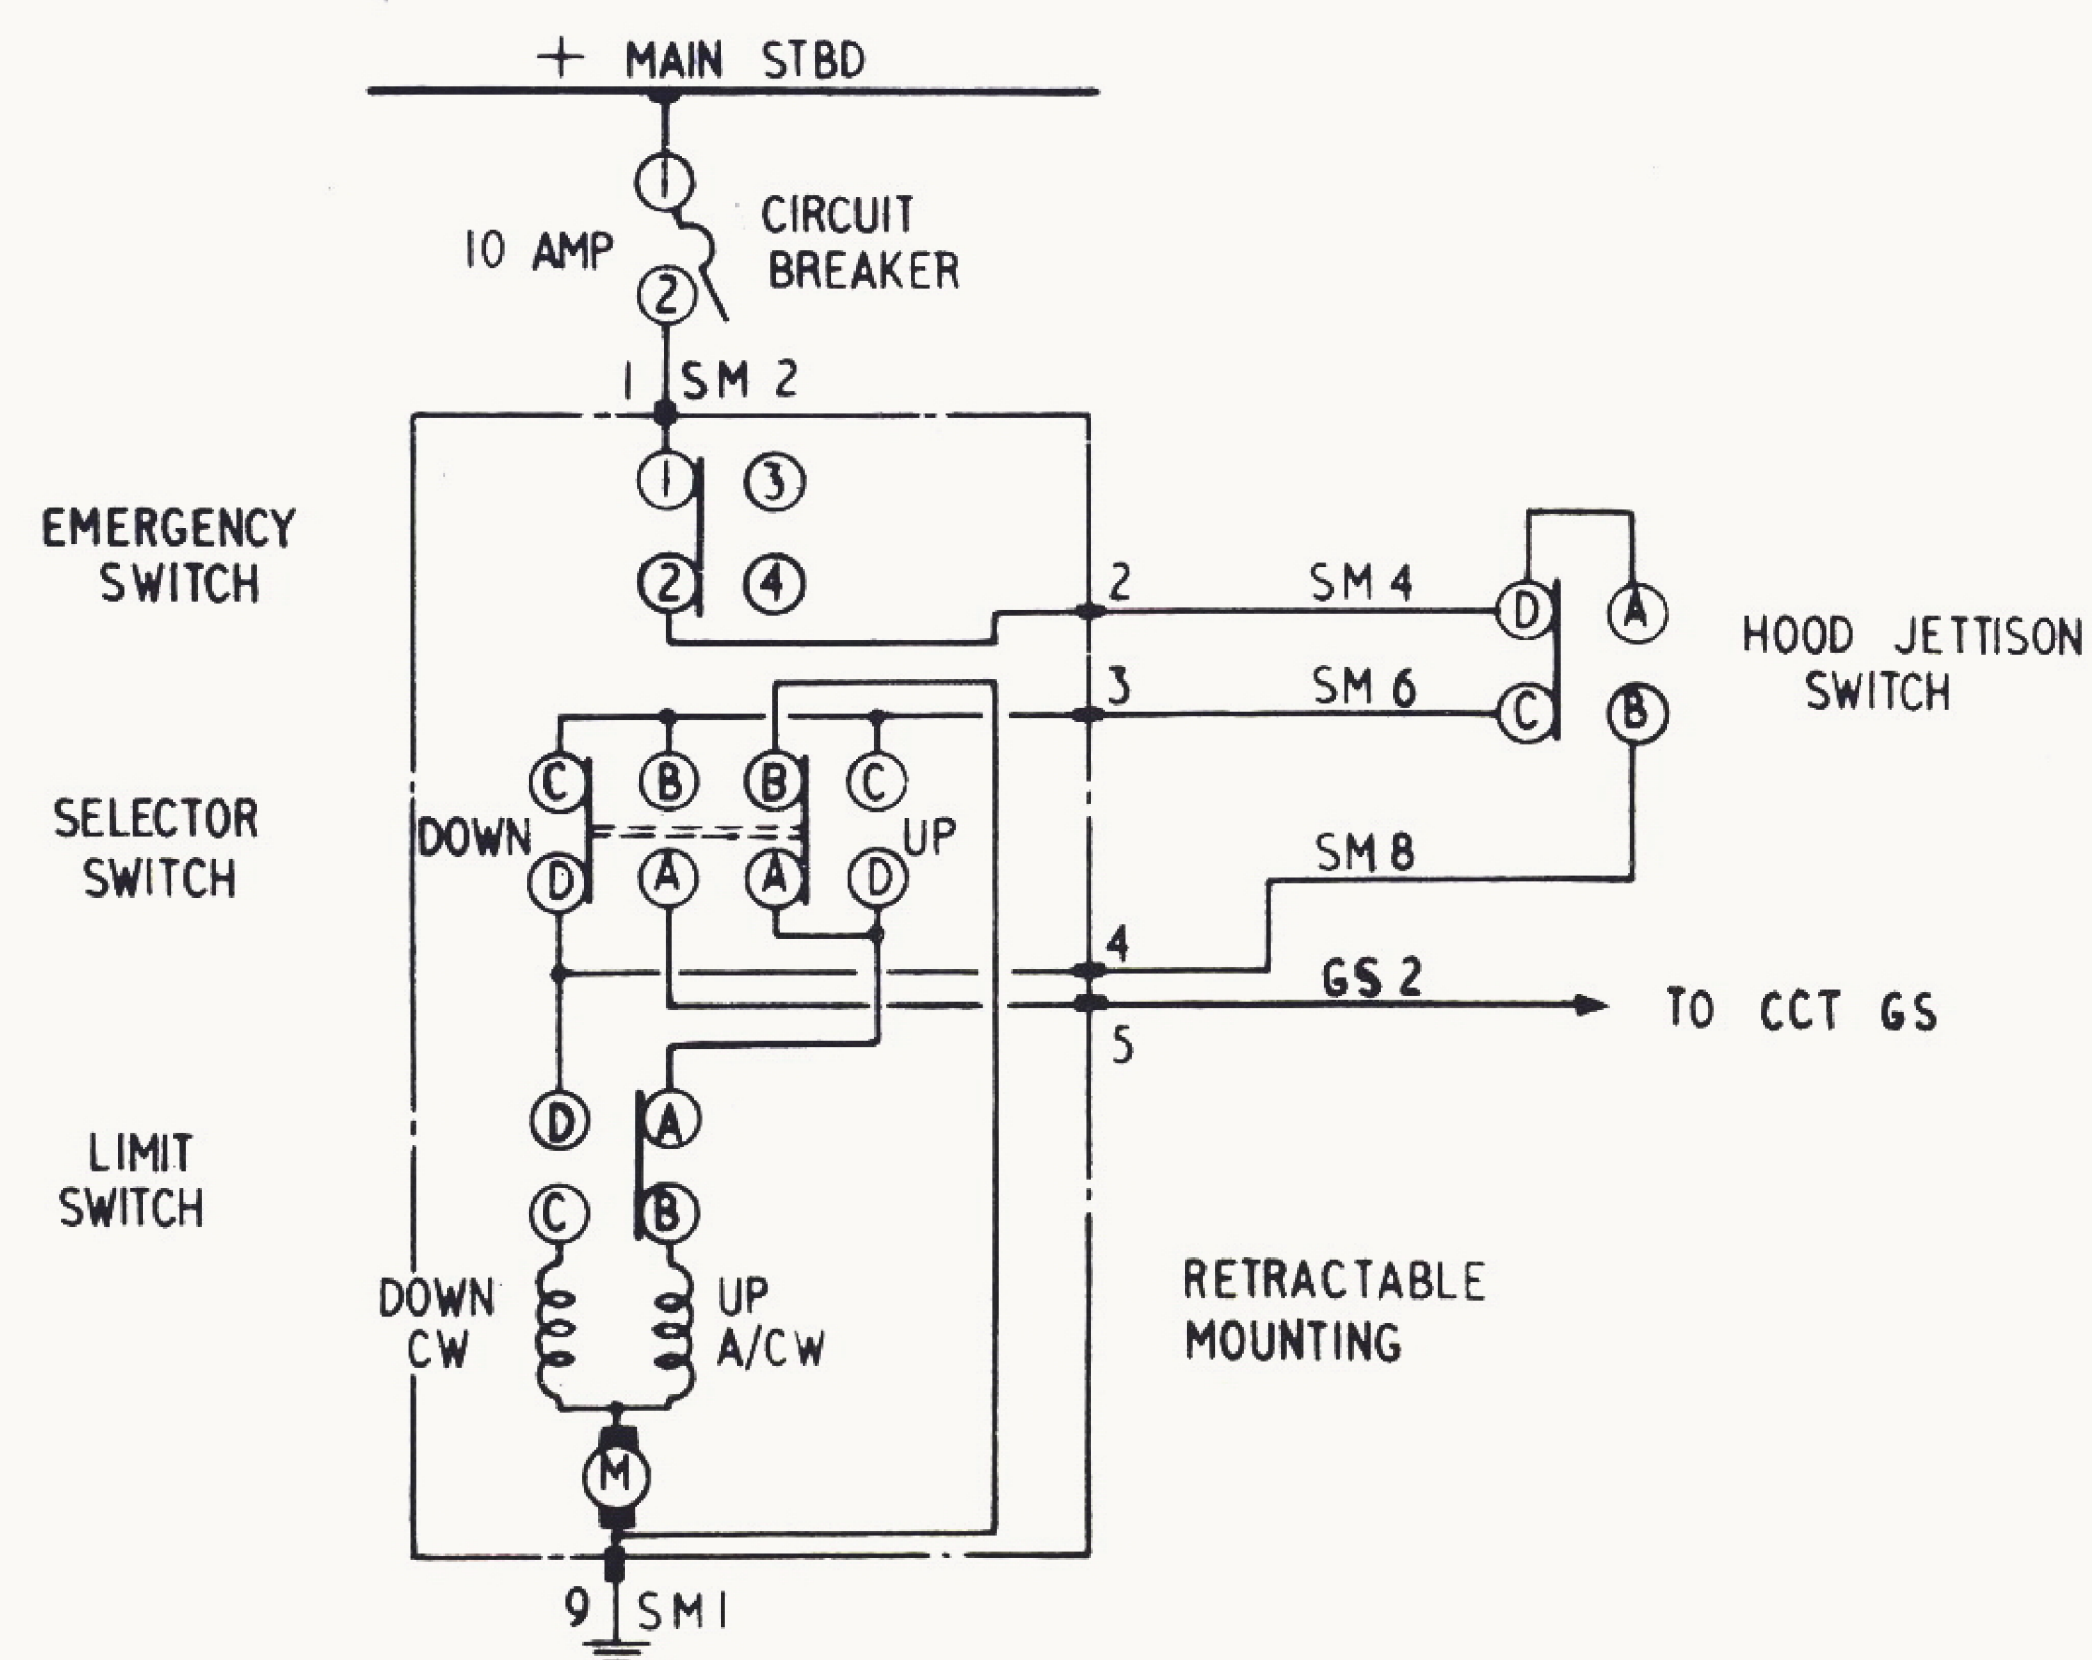 + MAIN STBD
1
10 AMP
CIRCUIT
BREAKER
2
1 SM 2
1 3
EMERGENCY
SWITCH
2 4
2 SM 4
D A
HOOD JETTISON
SWITCH
3 SM 6
C B
C B B C
SELECTOR
SWITCH
DOWN UP
D A A D
SM 8
4
GS 2
TO CCT GS
5
D A
LIMIT
SWITCH
C B
DOWN
CW
UP
A/CW
RETRACTABLE
MOUNTING
M
9 SM 1